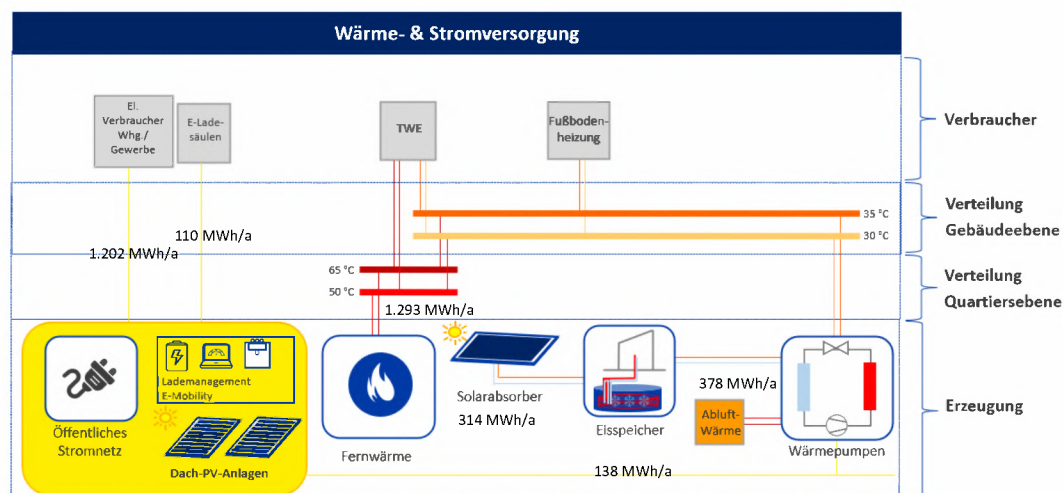 Wärme- & Stromversorgung
El.
Verbraucher
Whg./
Gewerbe
E-Lade-
säulen
TWE
Fußboden-
heizung
Verbraucher
35 °C
30 °C
Verteilung
Gebäudeebene
110 MWh/a
1.202 MWh/a
65 °C
50 °C
1.293 MWh/a
Verteilung
Quartiersebene
Lademanagement
E-Mobility
Öffentliches
Stromnetz
Dach-PV-Anlagen
Fernwärme
Solarabsorber
314 MWh/a
Eisspeicher
378 MWh/a
Abluft-
Wärme
Wärmepumpen
138 MWh/a
Erzeugung